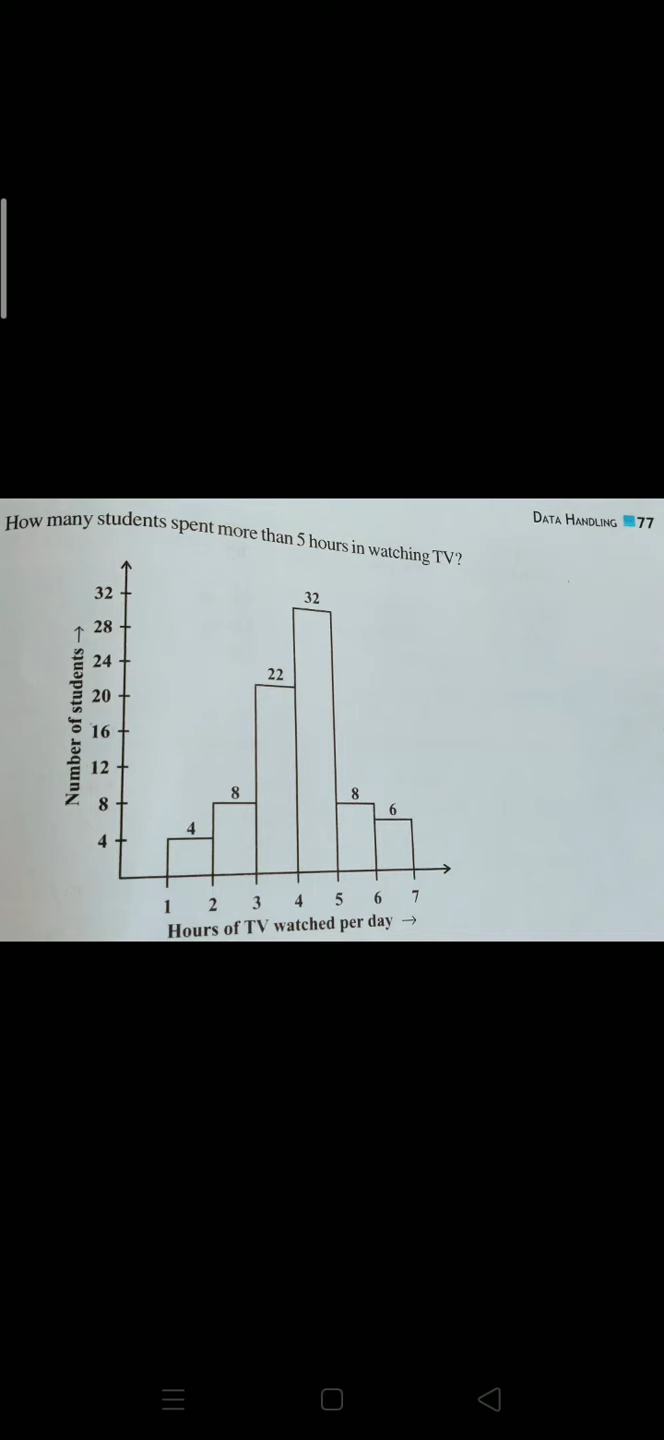 How many students spent more than 5 hours in watching TV?
DATA HANDLING 77
32
28
24
20
16
12
8
4
Number of students →
4
8
22
32
8
6
1 2 3 4 5 6 7
Hours of TV watched per day →